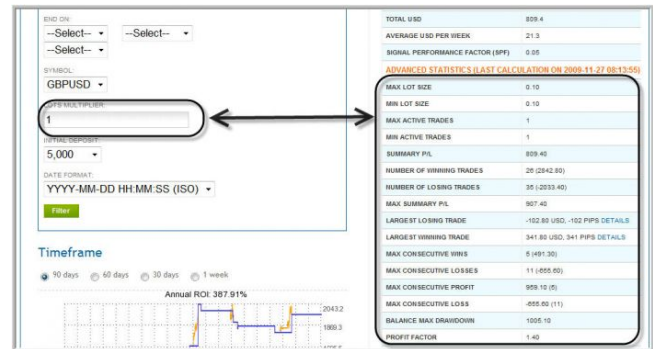 END ON:
--Select-- --Select--
--Select--
SYMBOL:
GBPUSD
LOTS MULTIPLIER:
1
INITIAL DEPOSIT:
5,000
DATE FORMAT:
YYYY-MM-DD HH:MM:SS (ISO)
Filter
Timeframe
90 days 60 days 30 days 1 week
Annual ROI: 387.91%
2043.2
1869.3
TOTAL USD 809.4
AVERAGE USD PER WEEK 21.3
SIGNAL PERFORMANCE FACTOR (SPF) 0.05
ADVANCED STATISTICS (LAST CALCULATION ON 2009-11-27 08:13:55)
MAX LOT SIZE 0.10
MIN LOT SIZE 0.10
MAX ACTIVE TRADES 1
MIN ACTIVE TRADES 1
SUMMARY P/L 809.40
NUMBER OF WINNING TRADES 26 (2842.80)
NUMBER OF LOSING TRADES 35 (-2033.40)
MAX SUMMARY P/L 907.40
LARGEST LOSING TRADE -102.80 USD, -102 PIPS DETAILS
LARGEST WINNING TRADE 341.80 USD, 341 PIPS DETAILS
MAX CONSECUTIVE WINS 5 (491.30)
MAX CONSECUTIVE LOSSES 11 (-655.60)
MAX CONSECUTIVE PROFIT 959.10 (5)
MAX CONSECUTIVE LOSS -655.60 (11)
BALANCE MAX DRAWDOWN 1005.10
PROFIT FACTOR 1.40